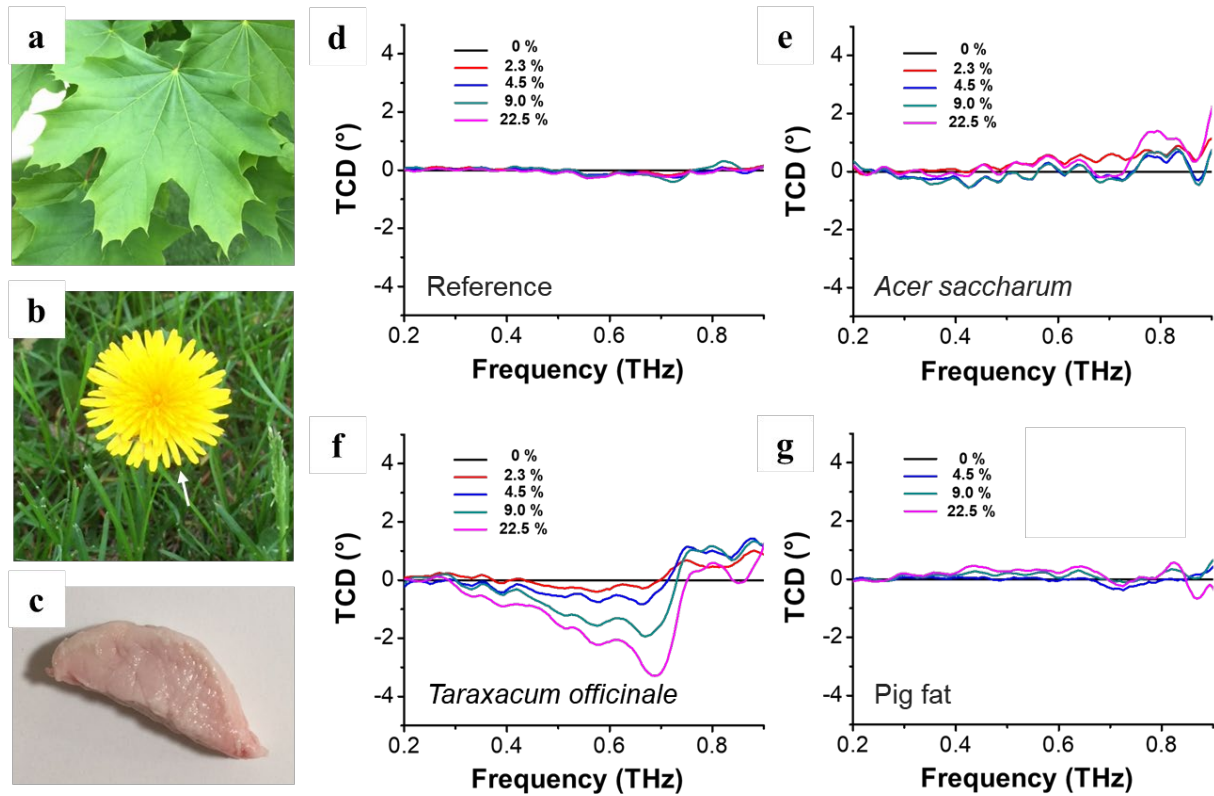 a
b
c
d
TCD (°)
4
2
0
-2
-4
0 %
2.3 %
4.5 %
9.0 %
22.5 %
Reference
0.2 0.4 0.6 0.8
Frequency (THz)
e
TCD (°)
4
2
0
-2
-4
0 %
2.3 %
4.5 %
9.0 %
22.5 %
Acer saccharum
0.2 0.4 0.6 0.8
Frequency (THz)
f
TCD (°)
4
2
0
-2
-4
0 %
2.3 %
4.5 %
9.0 %
22.5 %
Taraxacum officinale
0.2 0.4 0.6 0.8
Frequency (THz)
g
TCD (°)
4
2
0
-2
-4
0 %
4.5 %
9.0 %
22.5 %
Pig fat
0.2 0.4 0.6 0.8
Frequency (THz)